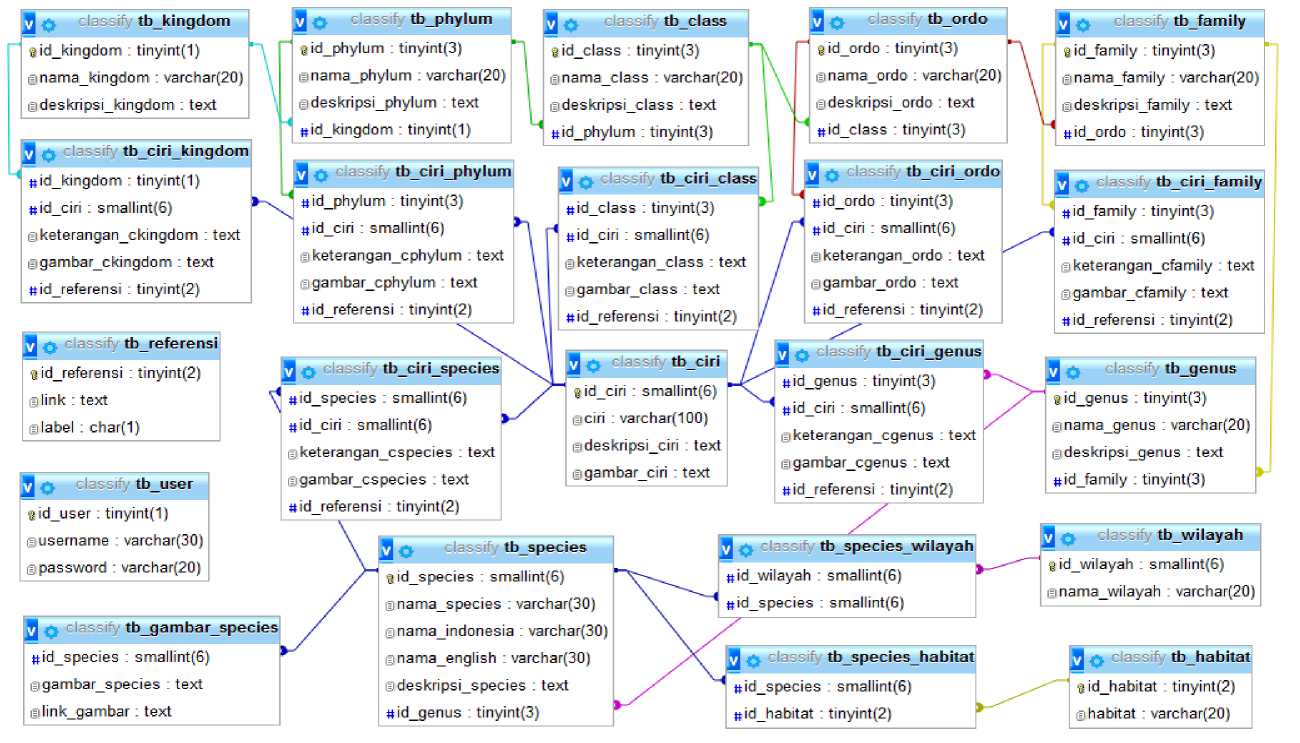 classify tb_kingdom
id_kingdom : tinyint(1)
nama_kingdom : varchar(20)
deskripsi_kingdom : text
classify tb_phylum
id_phylum : tinyint(3)
nama_phylum : varchar(20)
deskripsi_phylum : text
#id_kingdom : tinyint(1)
classify tb_class
id_class : tinyint(3)
nama_class : varchar(20)
deskripsi_class : text
#id_phylum : tinyint(3)
classify tb_ordo
id_ordo : tinyint(3)
nama_ordo : varchar(20)
deskripsi_ordo : text
#id_class : tinyint(3)
classify tb_family
id_family : tinyint(3)
nama_family : varchar(20)
deskripsi_family : text
#id_ordo : tinyint(3)
classify tb_ciri_kingdom
#id_kingdom : tinyint(1)
#id_ciri : smallint(6)
keterangan_ckingdom : text
gambar_ckingdom : text
#id_referensi : tinyint(2)
classify tb_ciri_phylum
#id_phylum : tinyint(3)
#id_ciri : smallint(6)
keterangan_cphylum : text
gambar_cphylum : text
#id_referensi : tinyint(2)
classify tb_ciri_class
#id_class : tinyint(3)
#id_ciri : smallint(6)
keterangan_class : text
gambar_class : text
#id_referensi : tinyint(2)
classify tb_ciri_ordo
#id_ordo : tinyint(3)
#id_ciri : smallint(6)
keterangan_ordo : text
gambar_ordo : text
#id_referensi : tinyint(2)
classify tb_ciri_family
#id_family : tinyint(3)
#id_ciri : smallint(6)
keterangan_cfamily : text
gambar_cfamily : text
#id_referensi : tinyint(2)
classify tb_referensi
id_referensi : tinyint(2)
link : text
label : char(1)
classify tb_ciri_species
#id_species : smallint(6)
#id_ciri : smallint(6)
keterangan_cspecies : text
gambar_cspecies : text
#id_referensi : tinyint(2)
classify tb_ciri
id_ciri : smallint(6)
ciri : varchar(100)
deskripsi_ciri : text
gambar_ciri : text
classify tb_ciri_genus
#id_genus : tinyint(3)
#id_ciri : smallint(6)
keterangan_cgenus : text
gambar_cgenus : text
#id_referensi : tinyint(2)
classify tb_genus
id_genus : tinyint(3)
nama_genus : varchar(20)
deskripsi_genus : text
#id_family : tinyint(3)
classify tb_user
id_user : tinyint(1)
username : varchar(30)
password : varchar(20)
classify tb_species
id_species : smallint(6)
nama_species : varchar(30)
nama_indonesia : varchar(30)
nama_english : varchar(30)
deskripsi_species : text
#id_genus : tinyint(3)
classify tb_species_wilayah
#id_wilayah : smallint(6)
#id_species : smallint(6)
classify tb_wilayah
id_wilayah : smallint(6)
nama_wilayah : varchar(20)
classify tb_gambar_species
#id_species : smallint(6)
gambar_species : text
link_gambar : text
classify tb_species_habitat
#id_species : smallint(6)
#id_habitat : tinyint(2)
classify tb_habitat
id_habitat : tinyint(2)
habitat : varchar(20)